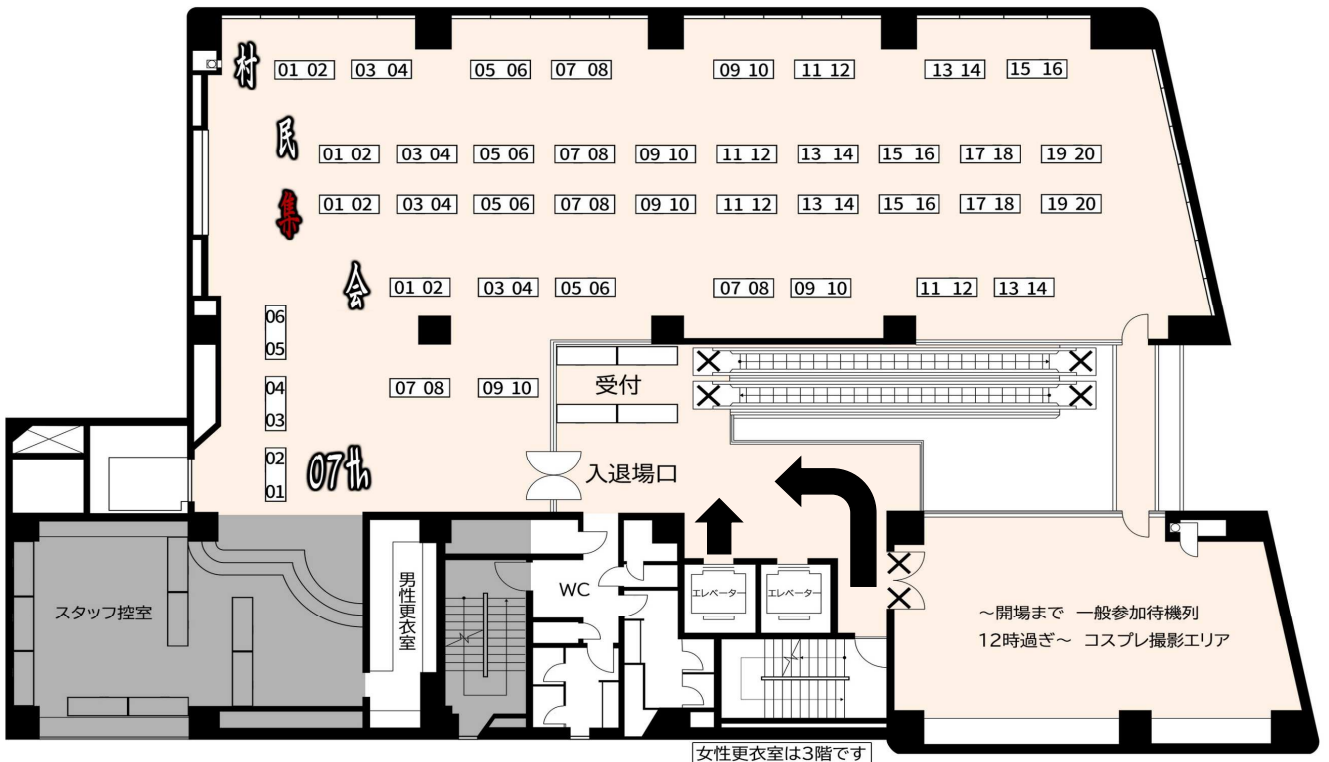 村 01 02 03 04 05 06 07 08 09 10 11 12 13 14 15 16
民 01 02 03 04 05 06 07 08 09 10 11 12 13 14 15 16 17 18 19 20
集 01 02 03 04 05 06 07 08 09 10 11 12 13 14 15 16 17 18 19 20
会 01 02 03 04 05 06 07 08 09 10 11 12 13 14
07 08 09 10
06
05
04
03
02
01
07th
受付
入退場口
スタッフ控室
男性更衣室
WC
エレベーター
エレベーター
～開場まで 一般参加待機列
12時過ぎ～ コスプレ撮影エリア
女性更衣室は3階です